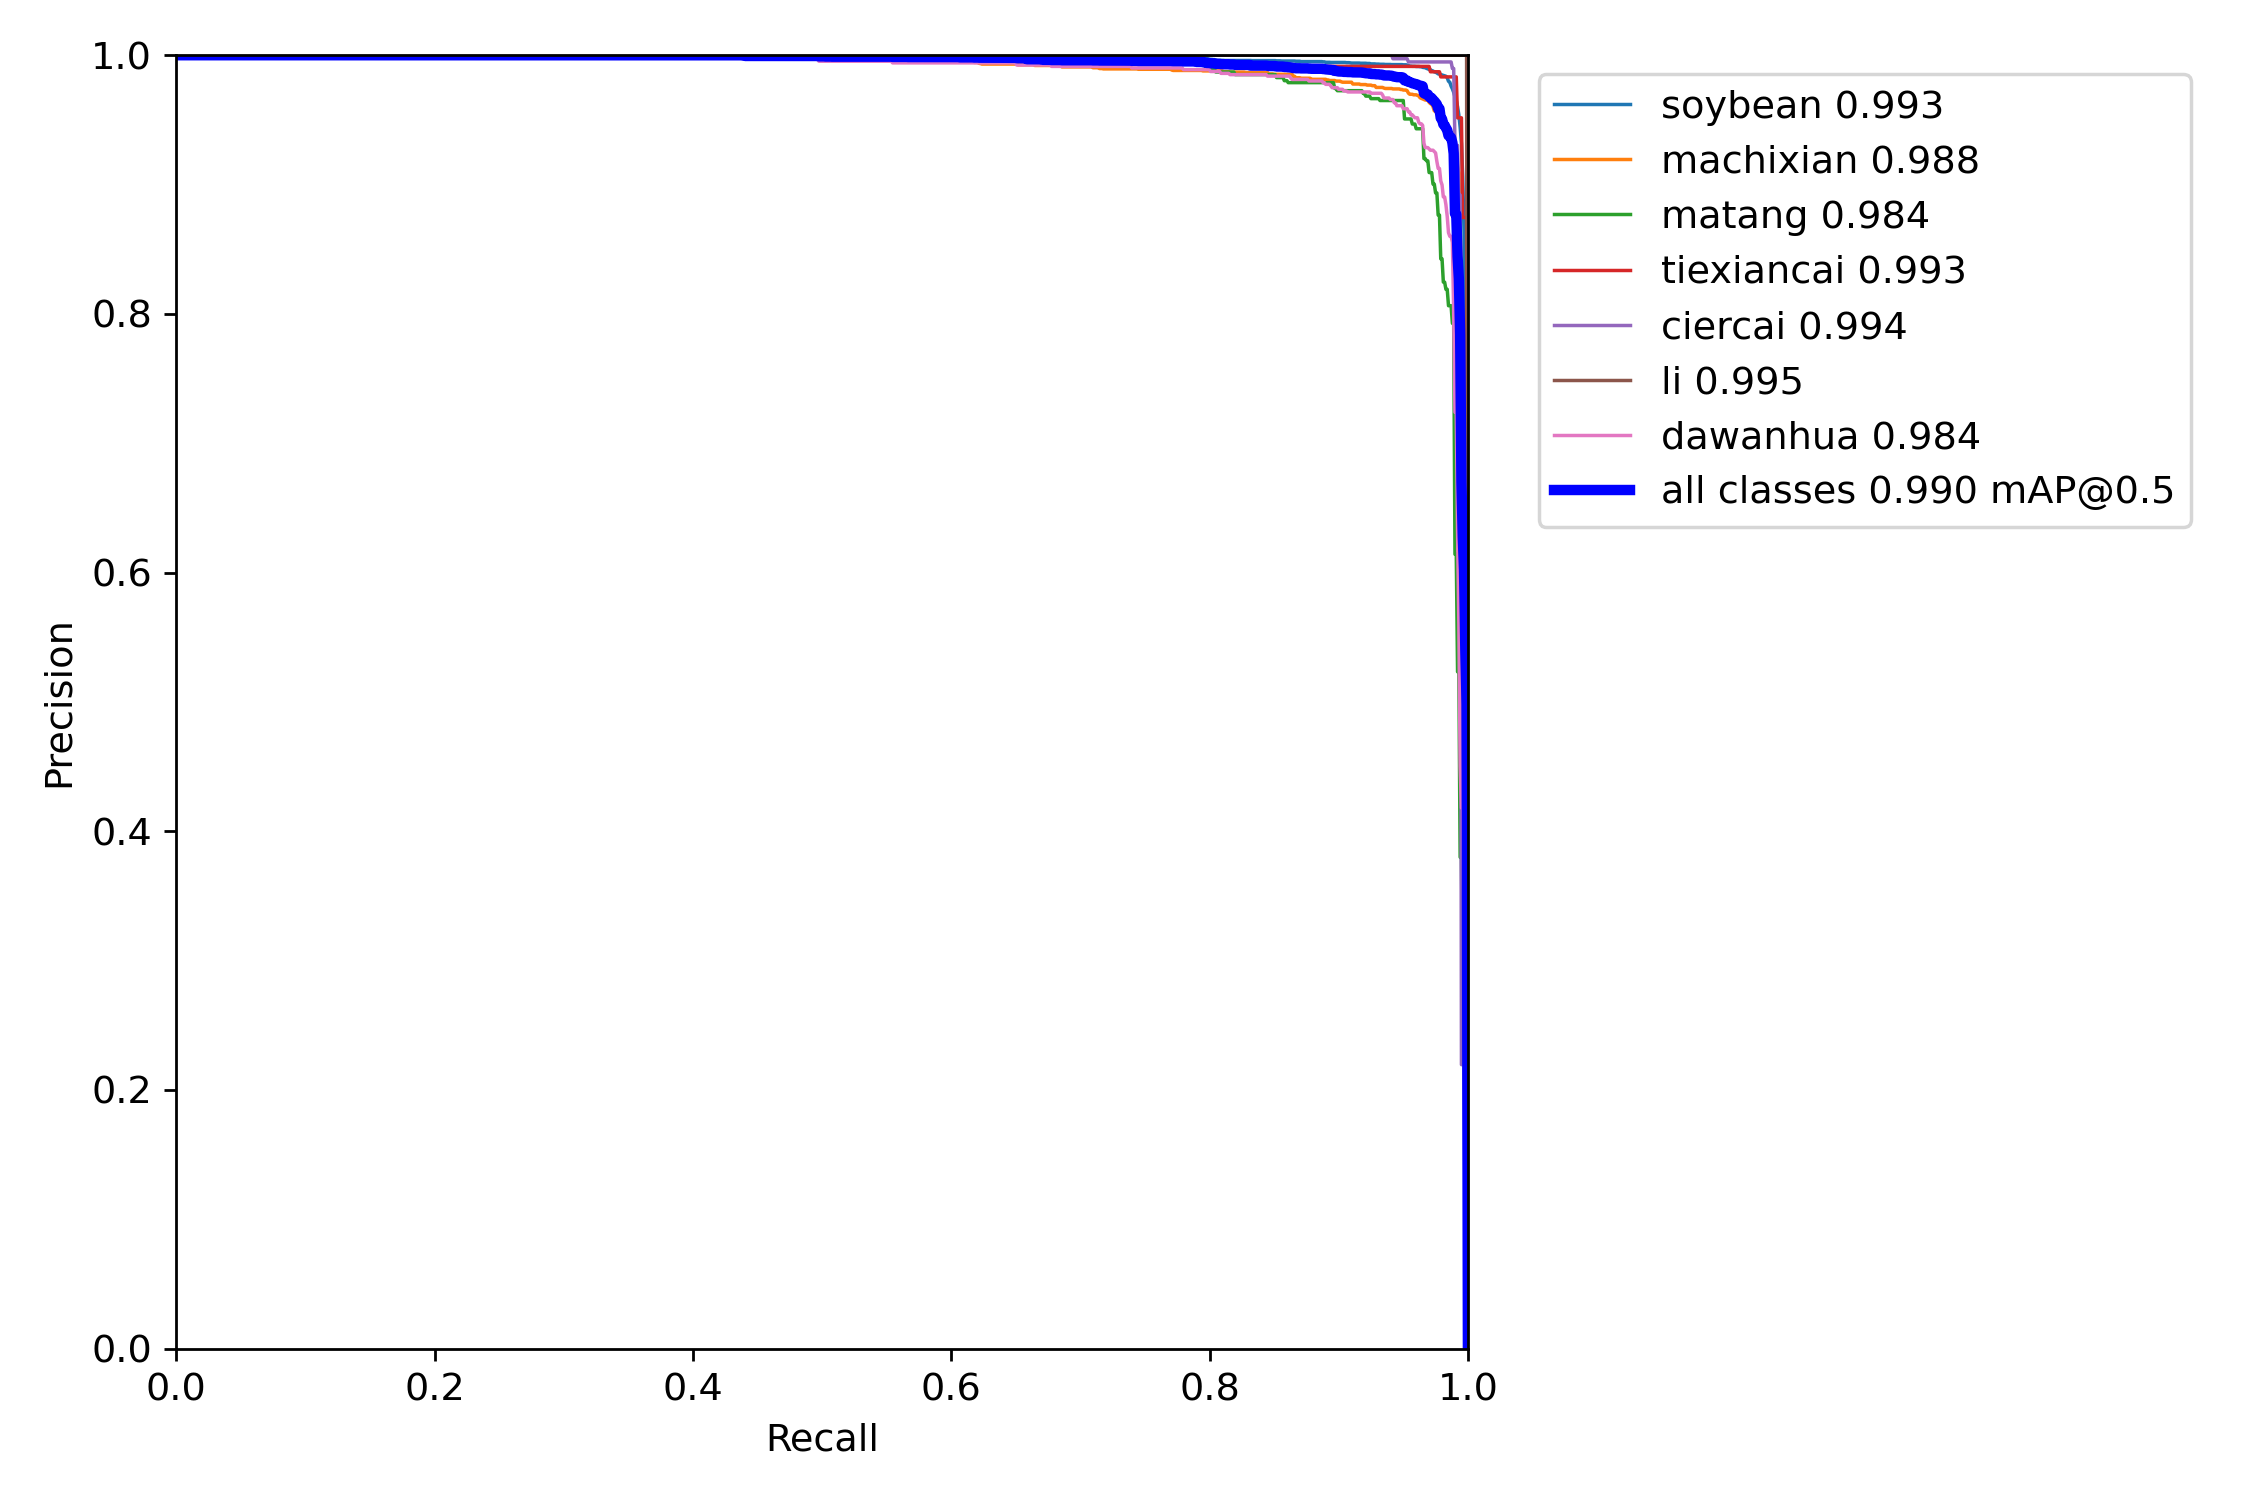 1.0
0.8
0.6
0.4
0.2
0.0
Precision
0.0 0.2 0.4 0.6 0.8 1.0
Recall
soybean 0.993
machixian 0.988
matang 0.984
tiexiancai 0.993
ciercai 0.994
li 0.995
dawanhua 0.984
all classes 0.990 mAP@0.5